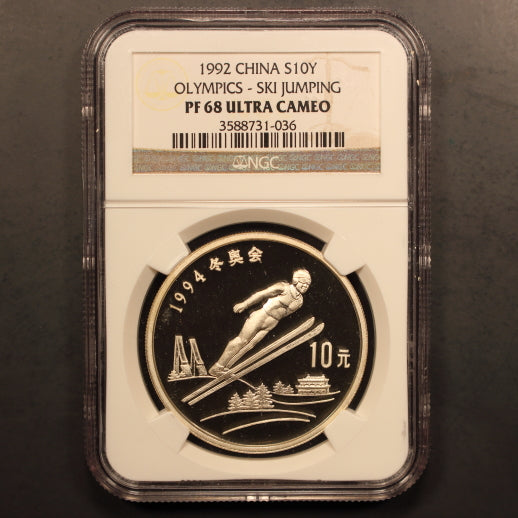 1992 CHINA S10Y
OLYMPICS - SKI JUMPING
PF 68 ULTRA CAMEO
3588731-036
NGC
1994冬奥会
10元